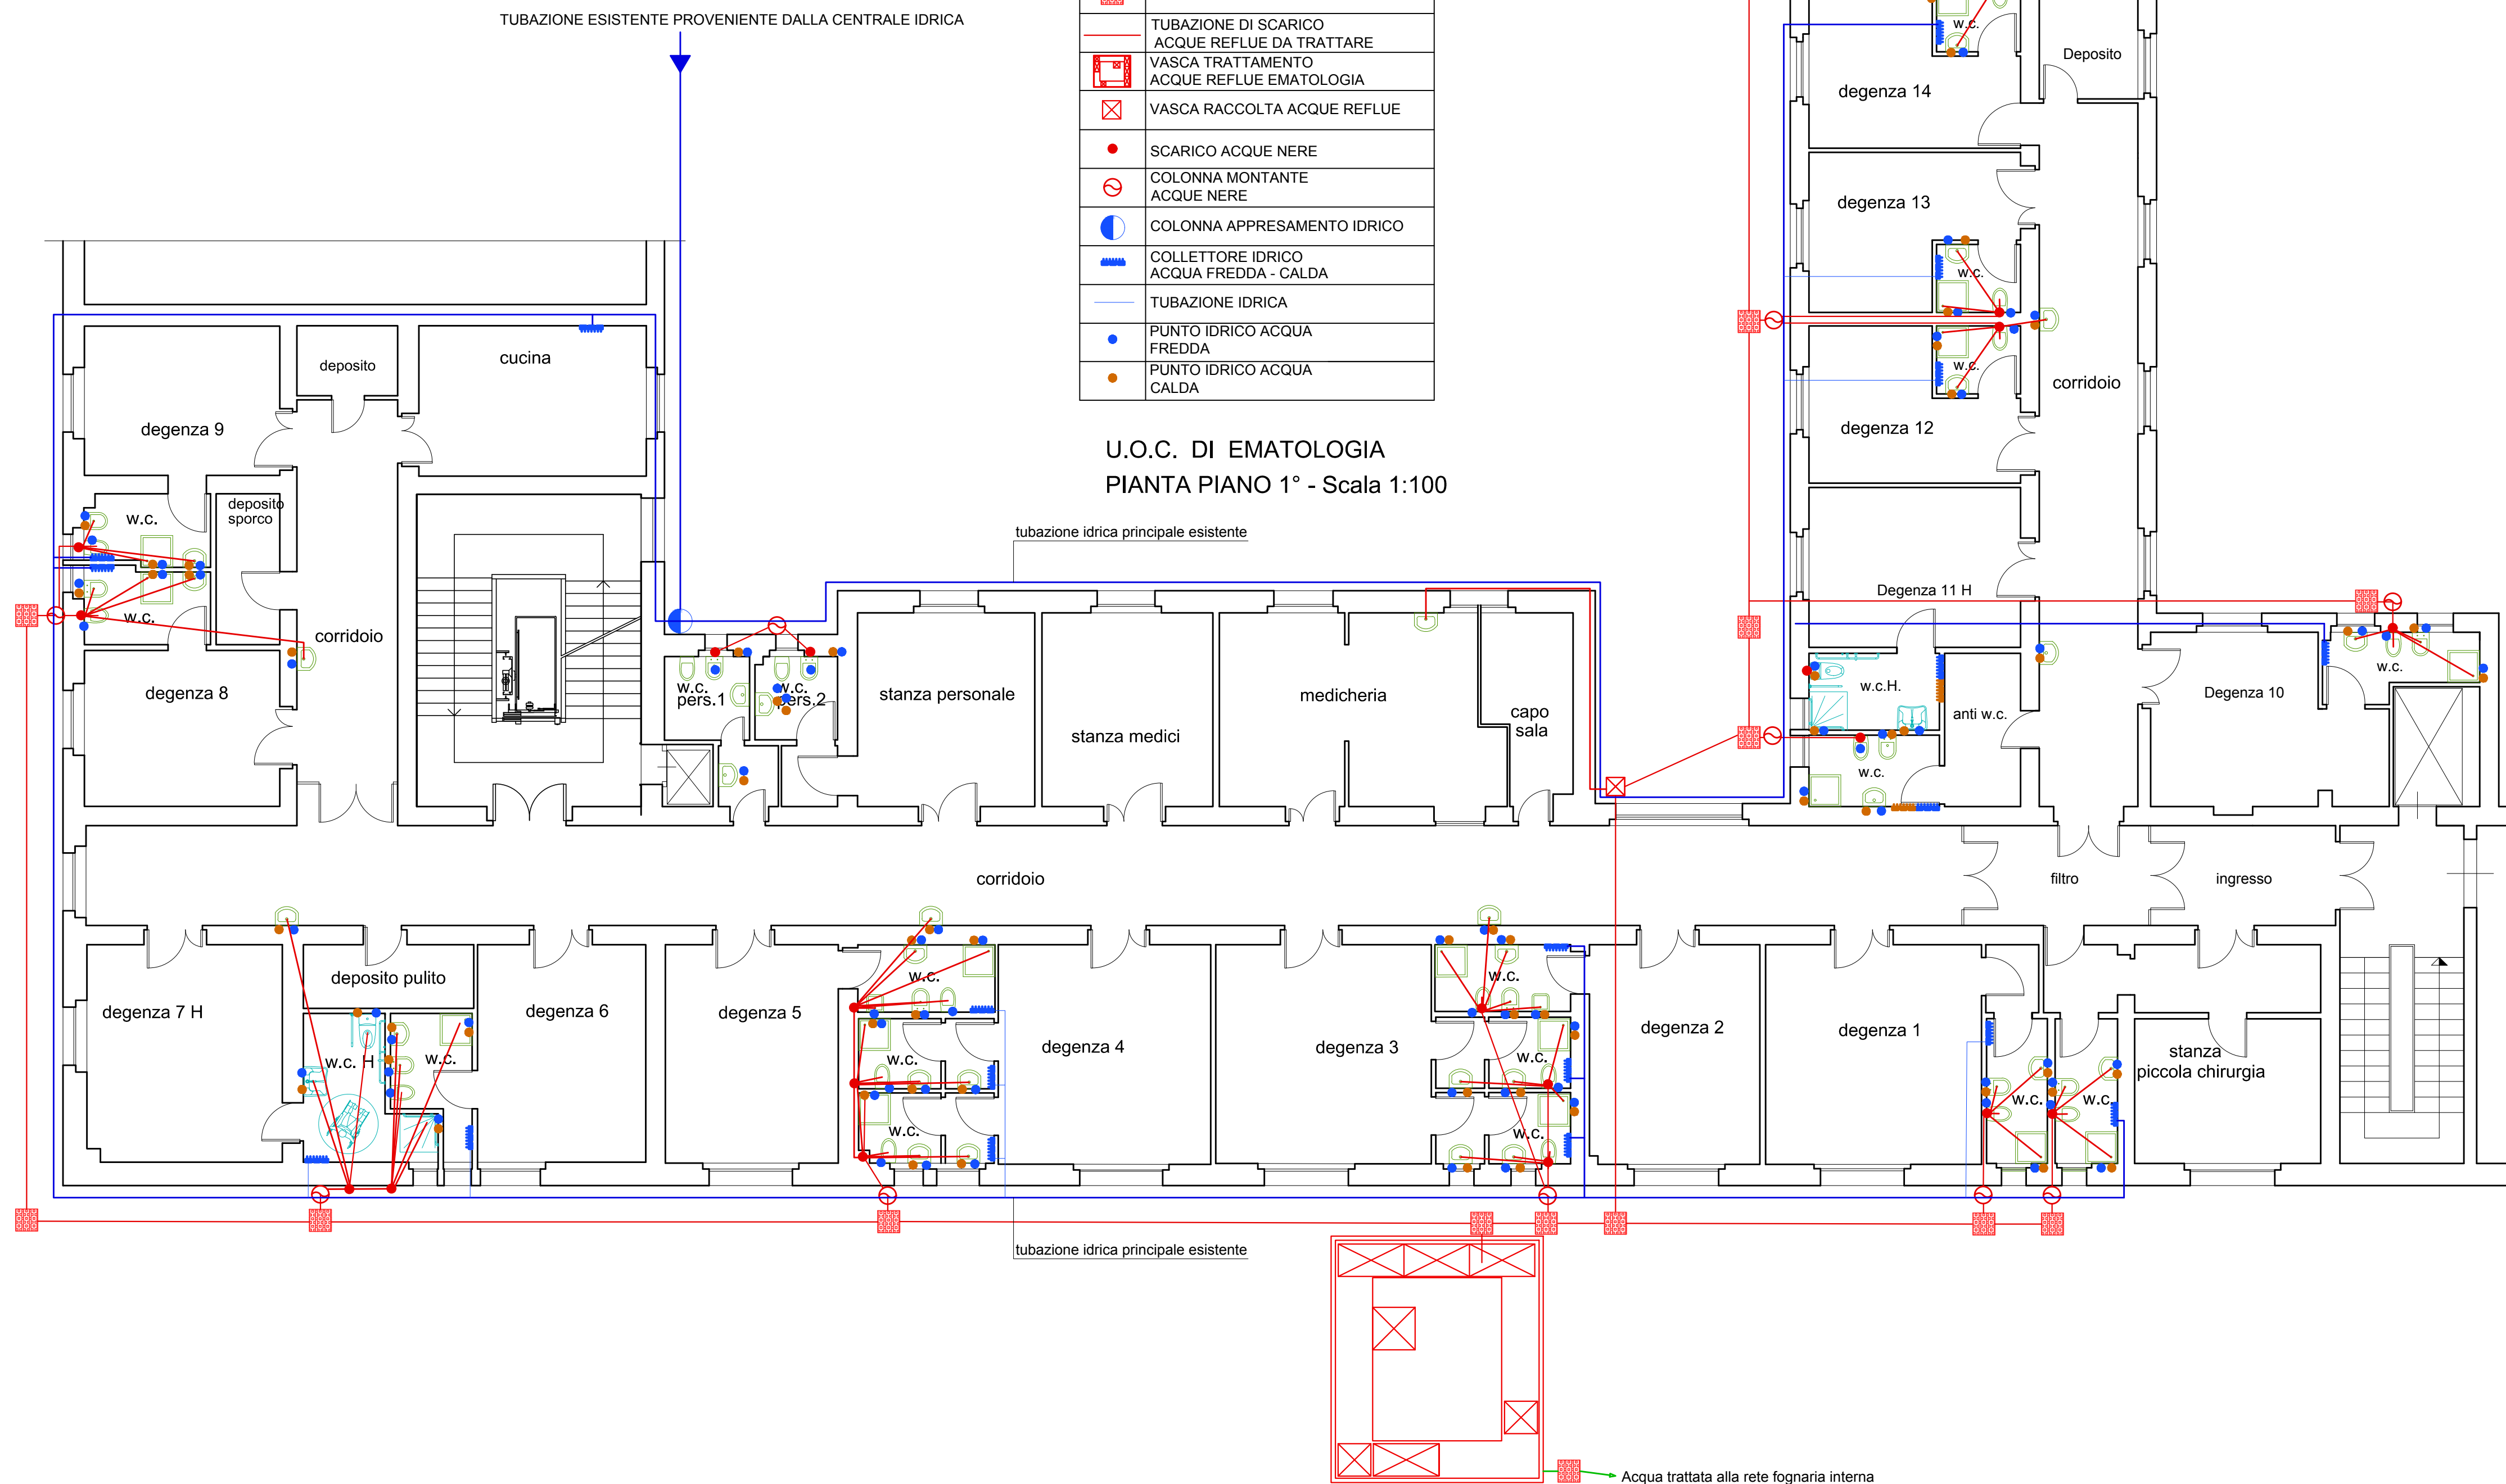 TUBAZIONE ESISTENTE PROVENIENTE DALLA CENTRALE IDRICA
TUBAZIONE DI SCARICO
ACQUE REFLUE DA TRATTARE
VASCA TRATTAMENTO
ACQUE REFLUE EMATOLOGIA
VASCA RACCOLTA ACQUE REFLUE
SCARICO ACQUE NERE
COLONNA MONTANTE
ACQUE NERE
COLONNA APPRESAMENTO IDRICO
COLLETTORE IDRICO
ACQUA FREDDA - CALDA
TUBAZIONE IDRICA
PUNTO IDRICO ACQUA
FREDDA
PUNTO IDRICO ACQUA
CALDA
U.O.C. DI EMATOLOGIA
PIANTA PIANO 1° - Scala 1:100
w.c.
Deposito
degenza 14
degenza 13
w.c.
w.c.
corridoio
degenza 12
Degenza 11 H
w.c.H.
anti w.c.
w.c.
Degenza 10
w.c.
cucina
deposito
degenza 9
deposito
sporco
w.c.
w.c.
corridoio
degenza 8
tubazione idrica principale esistente
w.c.
pers.1
w.c.
pers.2
stanza personale
stanza medici
medicheria
capo
sala
corridoio
filtro
ingresso
degenza 7 H
deposito pulito
w.c. H
w.c.
degenza 6
degenza 5
w.c.
w.c.
w.c.
degenza 4
degenza 3
w.c.
w.c.
w.c.
degenza 2
degenza 1
w.c.
w.c.
stanza
piccola chirurgia
tubazione idrica principale esistente
Acqua trattata alla rete fognaria interna